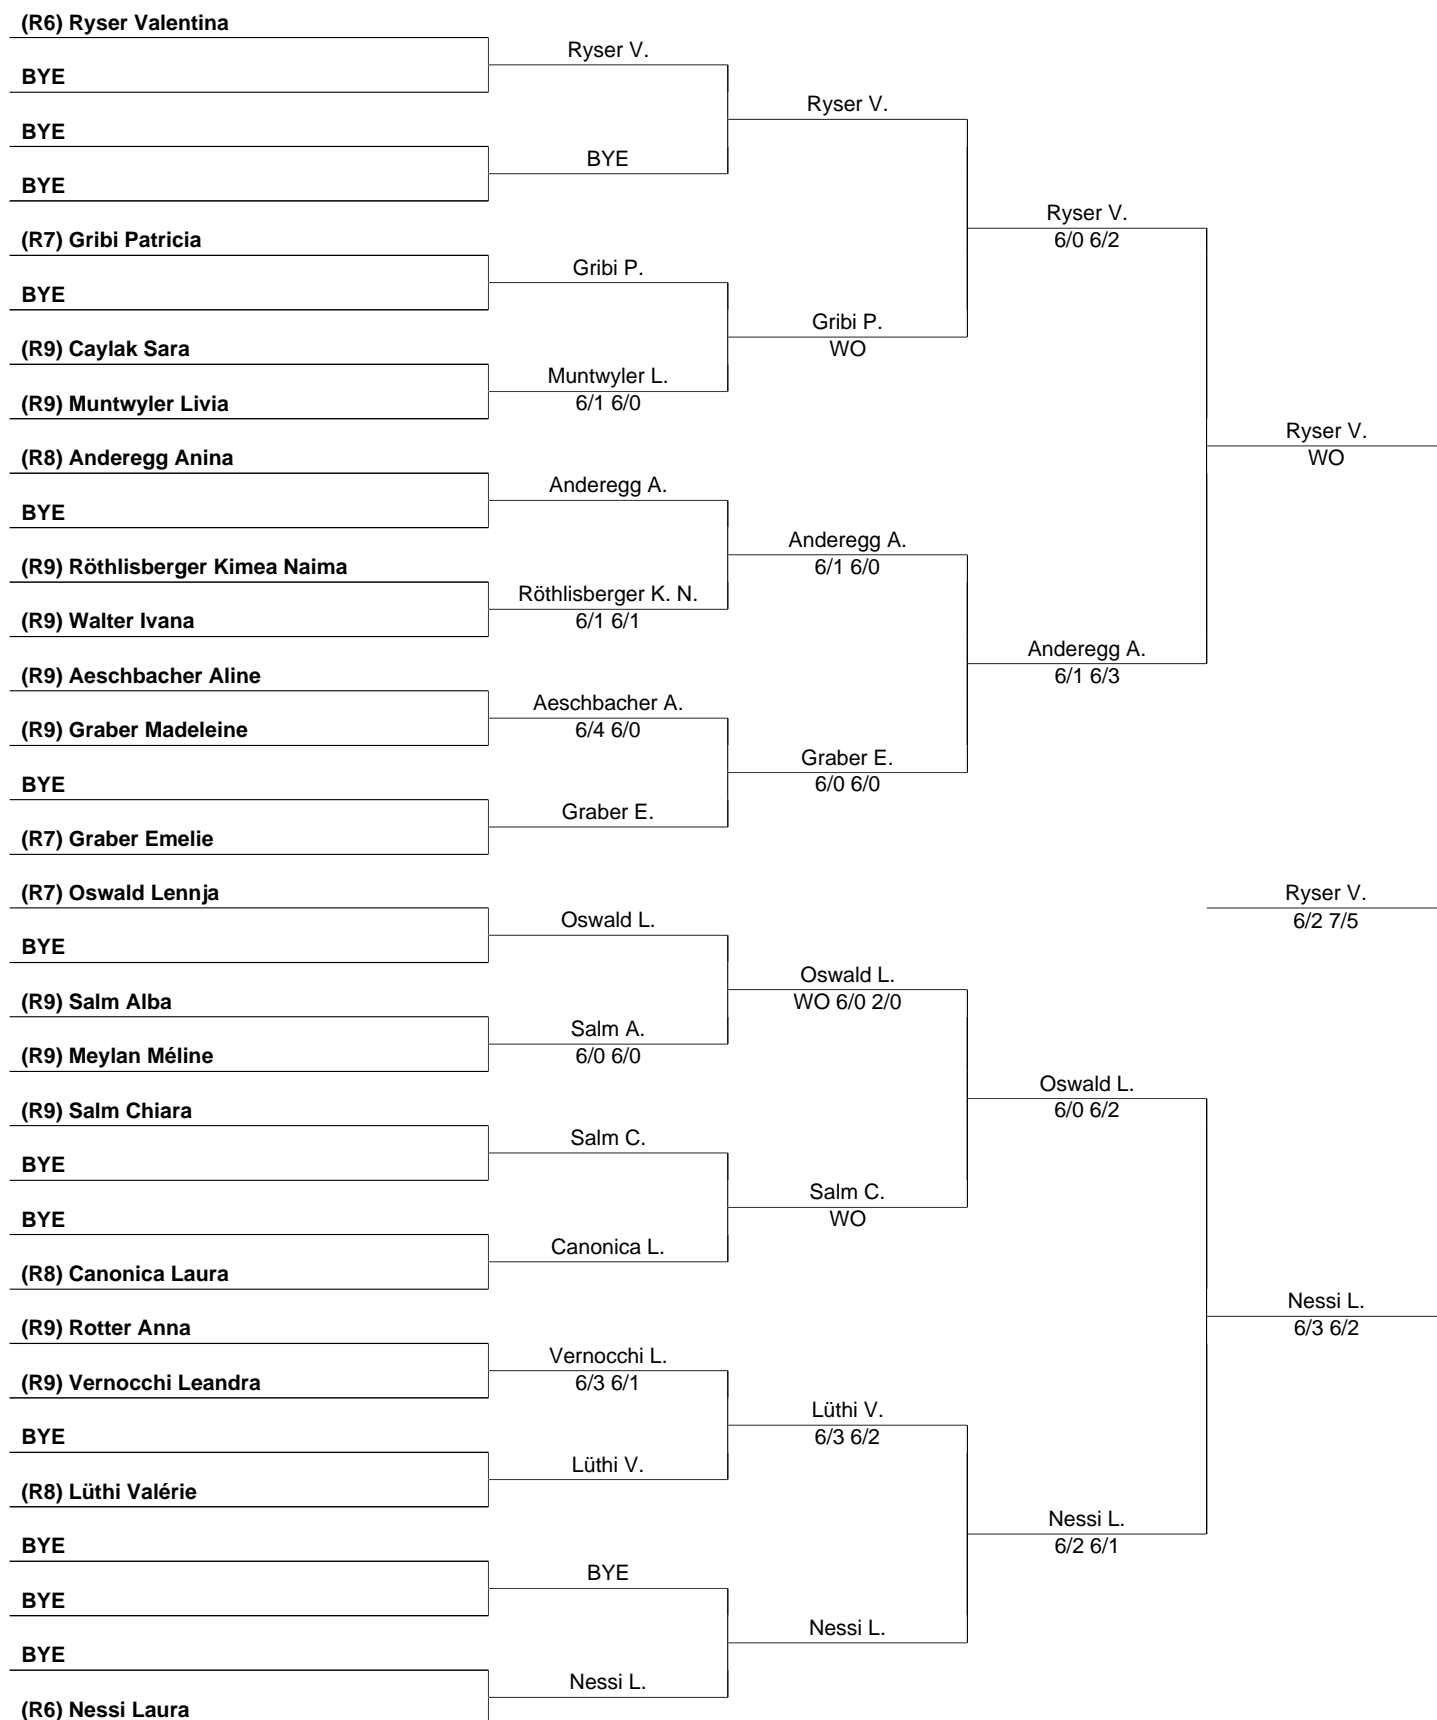 (R6) Ryser Valentina
Ryser V.
BYE
Ryser V.
BYE
BYE
BYE
Ryser V.
6/0 6/2
(R7) Gribi Patricia
Gribi P.
BYE
Gribi P.
WO
(R9) Caylak Sara
Muntwyler L.
6/1 6/0
(R9) Muntwyler Livia
Ryser V.
WO
(R8) Anderegg Anina
Anderegg A.
BYE
Anderegg A.
6/1 6/0
(R9) Röthlisberger Kimea Naima
Röthlisberger K. N.
6/1 6/1
(R9) Walter Ivana
Anderegg A.
6/1 6/3
(R9) Aeschbacher Aline
Aeschbacher A.
6/4 6/0
(R9) Graber Madeleine
Graber E.
6/0 6/0
BYE
Graber E.
(R7) Graber Emelie
(R7) Oswald Lennja
Ryser V.
6/2 7/5
Oswald L.
BYE
Oswald L.
WO 6/0 2/0
(R9) Salm Alba
Salm A.
6/0 6/0
(R9) Meylan Méline
Oswald L.
6/0 6/2
(R9) Salm Chiara
Salm C.
BYE
Salm C.
WO
BYE
Canonica L.
(R8) Canonica Laura
Nessi L.
6/3 6/2
(R9) Rotter Anna
Vernocchi L.
6/3 6/1
(R9) Vernocchi Leandra
Lüthi V.
6/3 6/2
BYE
Lüthi V.
(R8) Lüthi Valérie
Nessi L.
6/2 6/1
BYE
BYE
BYE
Nessi L.
BYE
Nessi L.
(R6) Nessi Laura